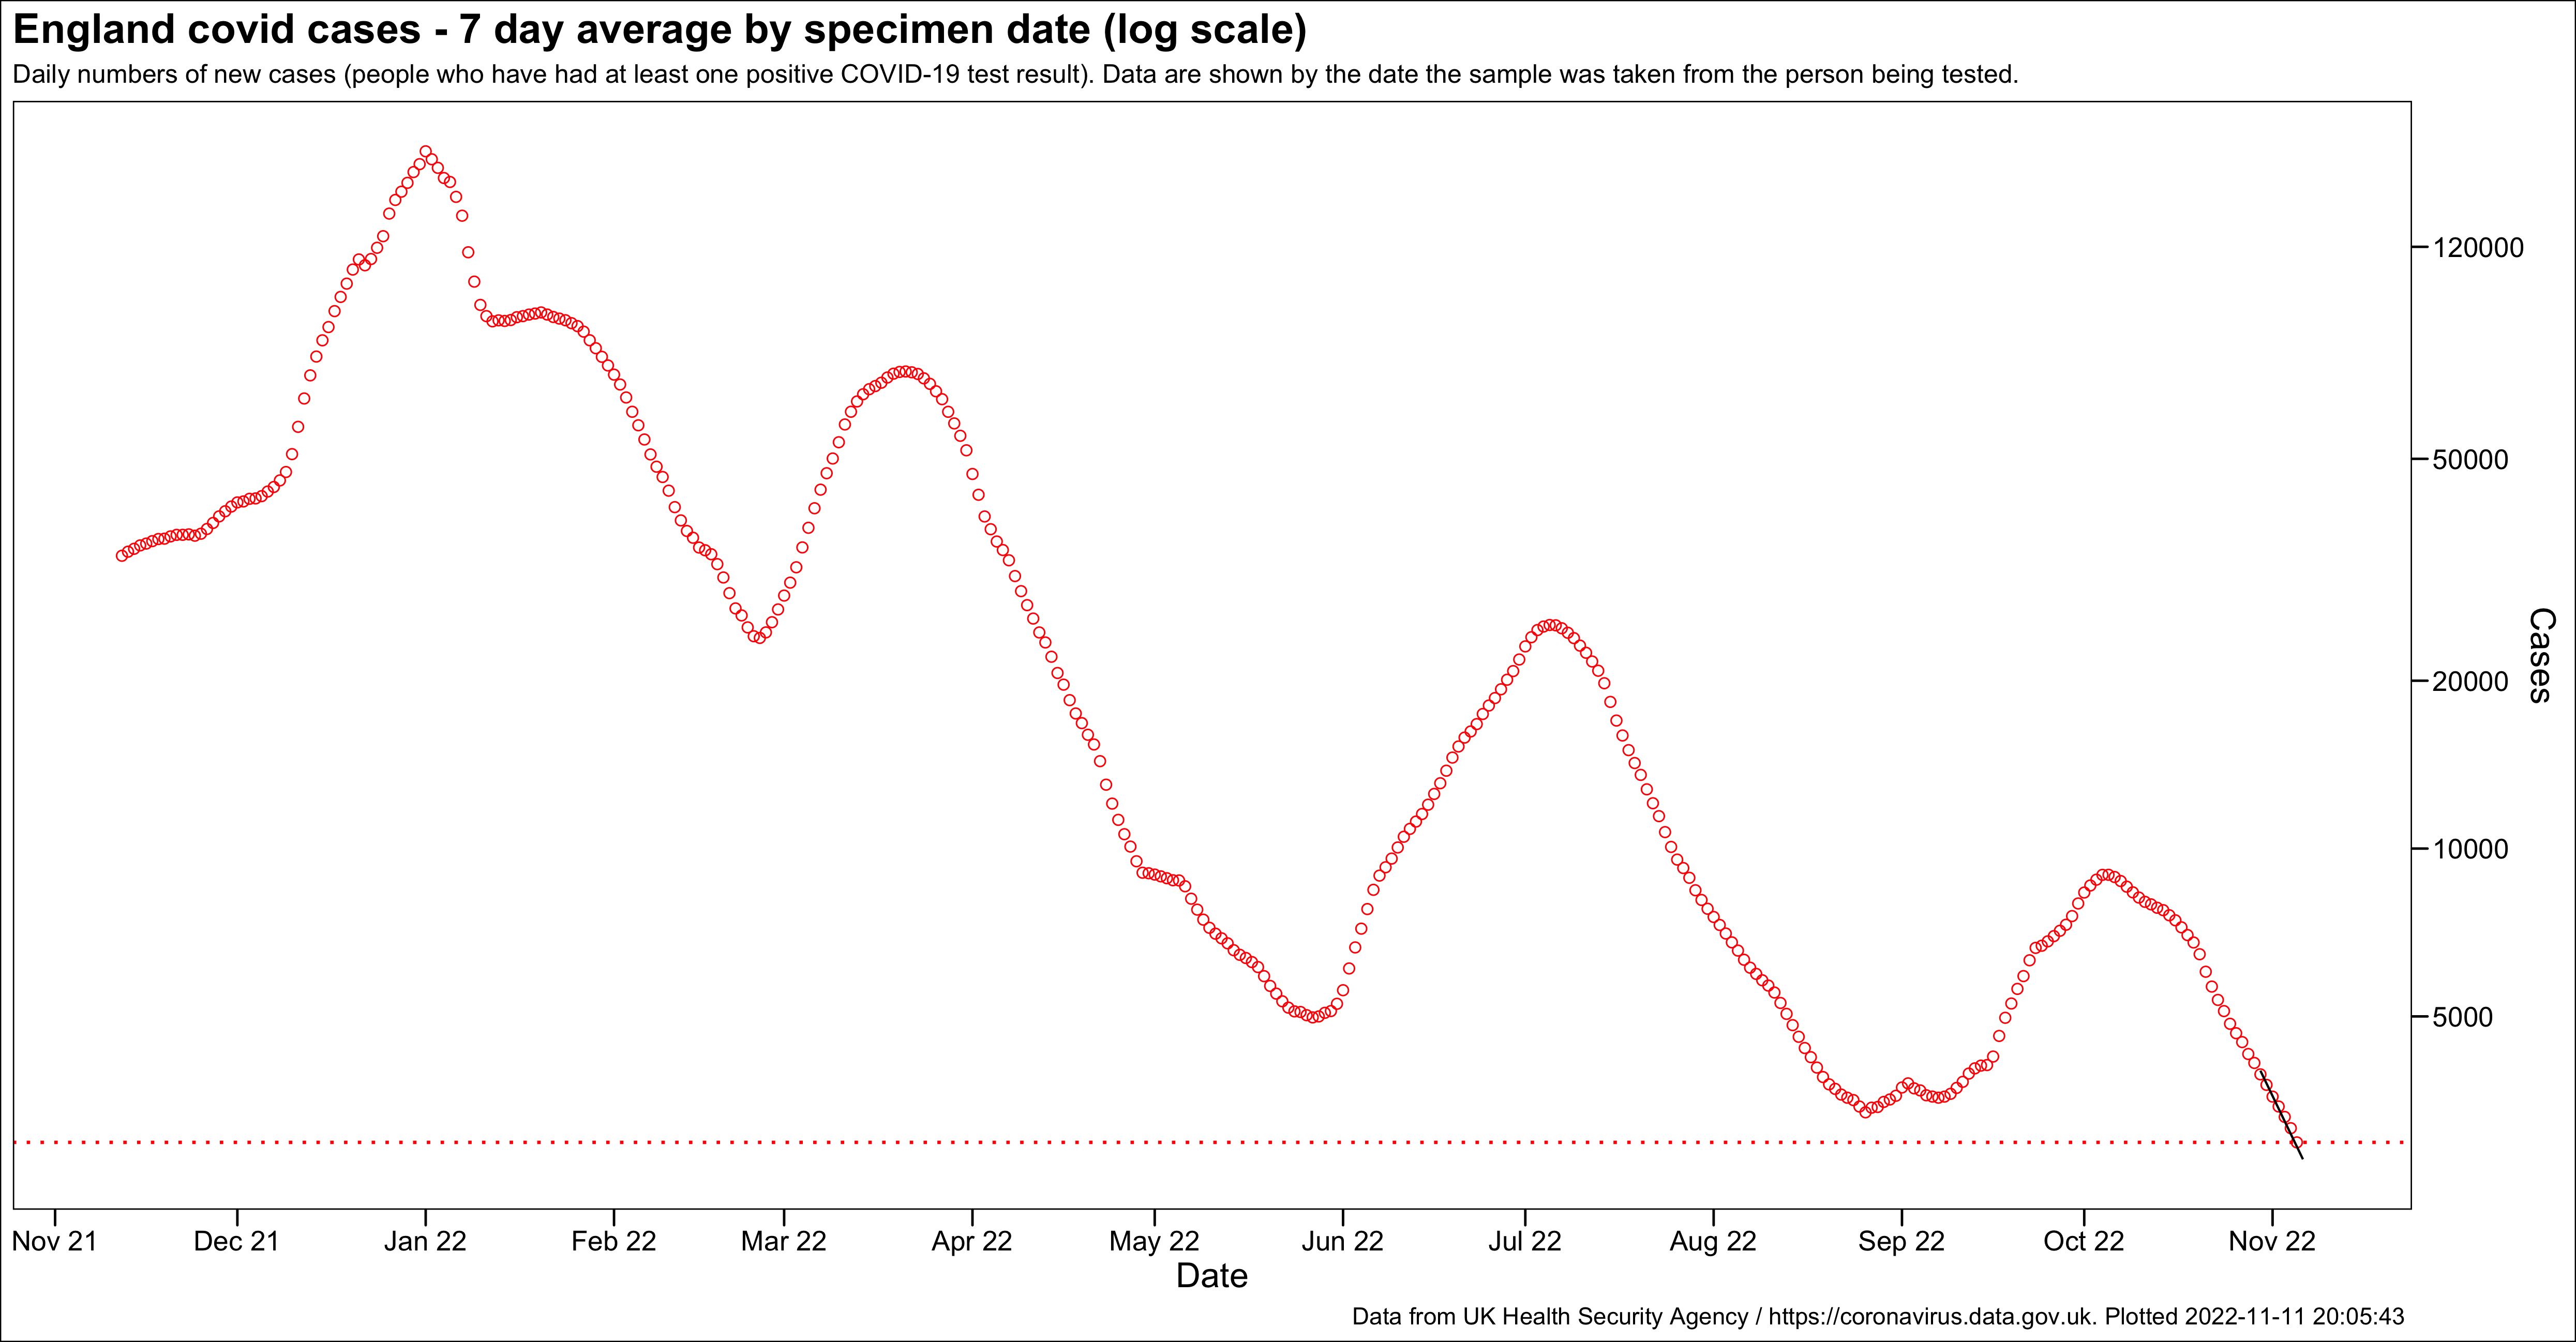 England covid cases - 7 day average by specimen date (log scale)
Daily numbers of new cases (people who have had at least one positive COVID-19 test result). Data are shown by the date the sample was taken from the person being tested.
120000
50000
20000
10000
5000
Cases
Nov 21 Dec 21 Jan 22 Feb 22 Mar 22 Apr 22 May 22 Jun 22 Jul 22 Aug 22 Sep 22 Oct 22 Nov 22
Date
Data from UK Health Security Agency / https://coronavirus.data.gov.uk. Plotted 2022-11-11 20:05:43